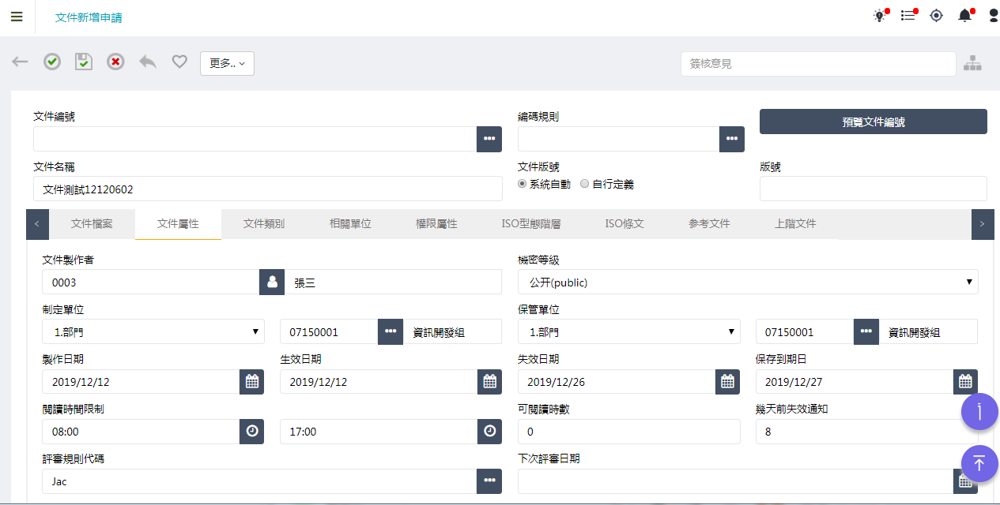 文件新增申請
更多..
簽核意見
文件編號
編碼規則
預覽文件編號
文件名稱
文件版號
版號
文件測試12120602
系統自動 自行定義
< 文件檔案 文件屬性 文件類別 相關單位 權限屬性 ISO型態階層 ISO條文 参考文件 上階文件 >
文件製作者
機密等級
0003 張三
公开(public)
制定單位
保管單位
1.部門 07150001 資訊開發組
1.部門 07150001 資訊開發組
製作日期 生效日期 失效日期 保存到期日
2019/12/12 2019/12/12 2019/12/26 2019/12/27
閱讀時間限制 可閱讀時數 幾天前失效通知
08:00 17:00 0 8
評審規則代碼 下次評審日期
Jac